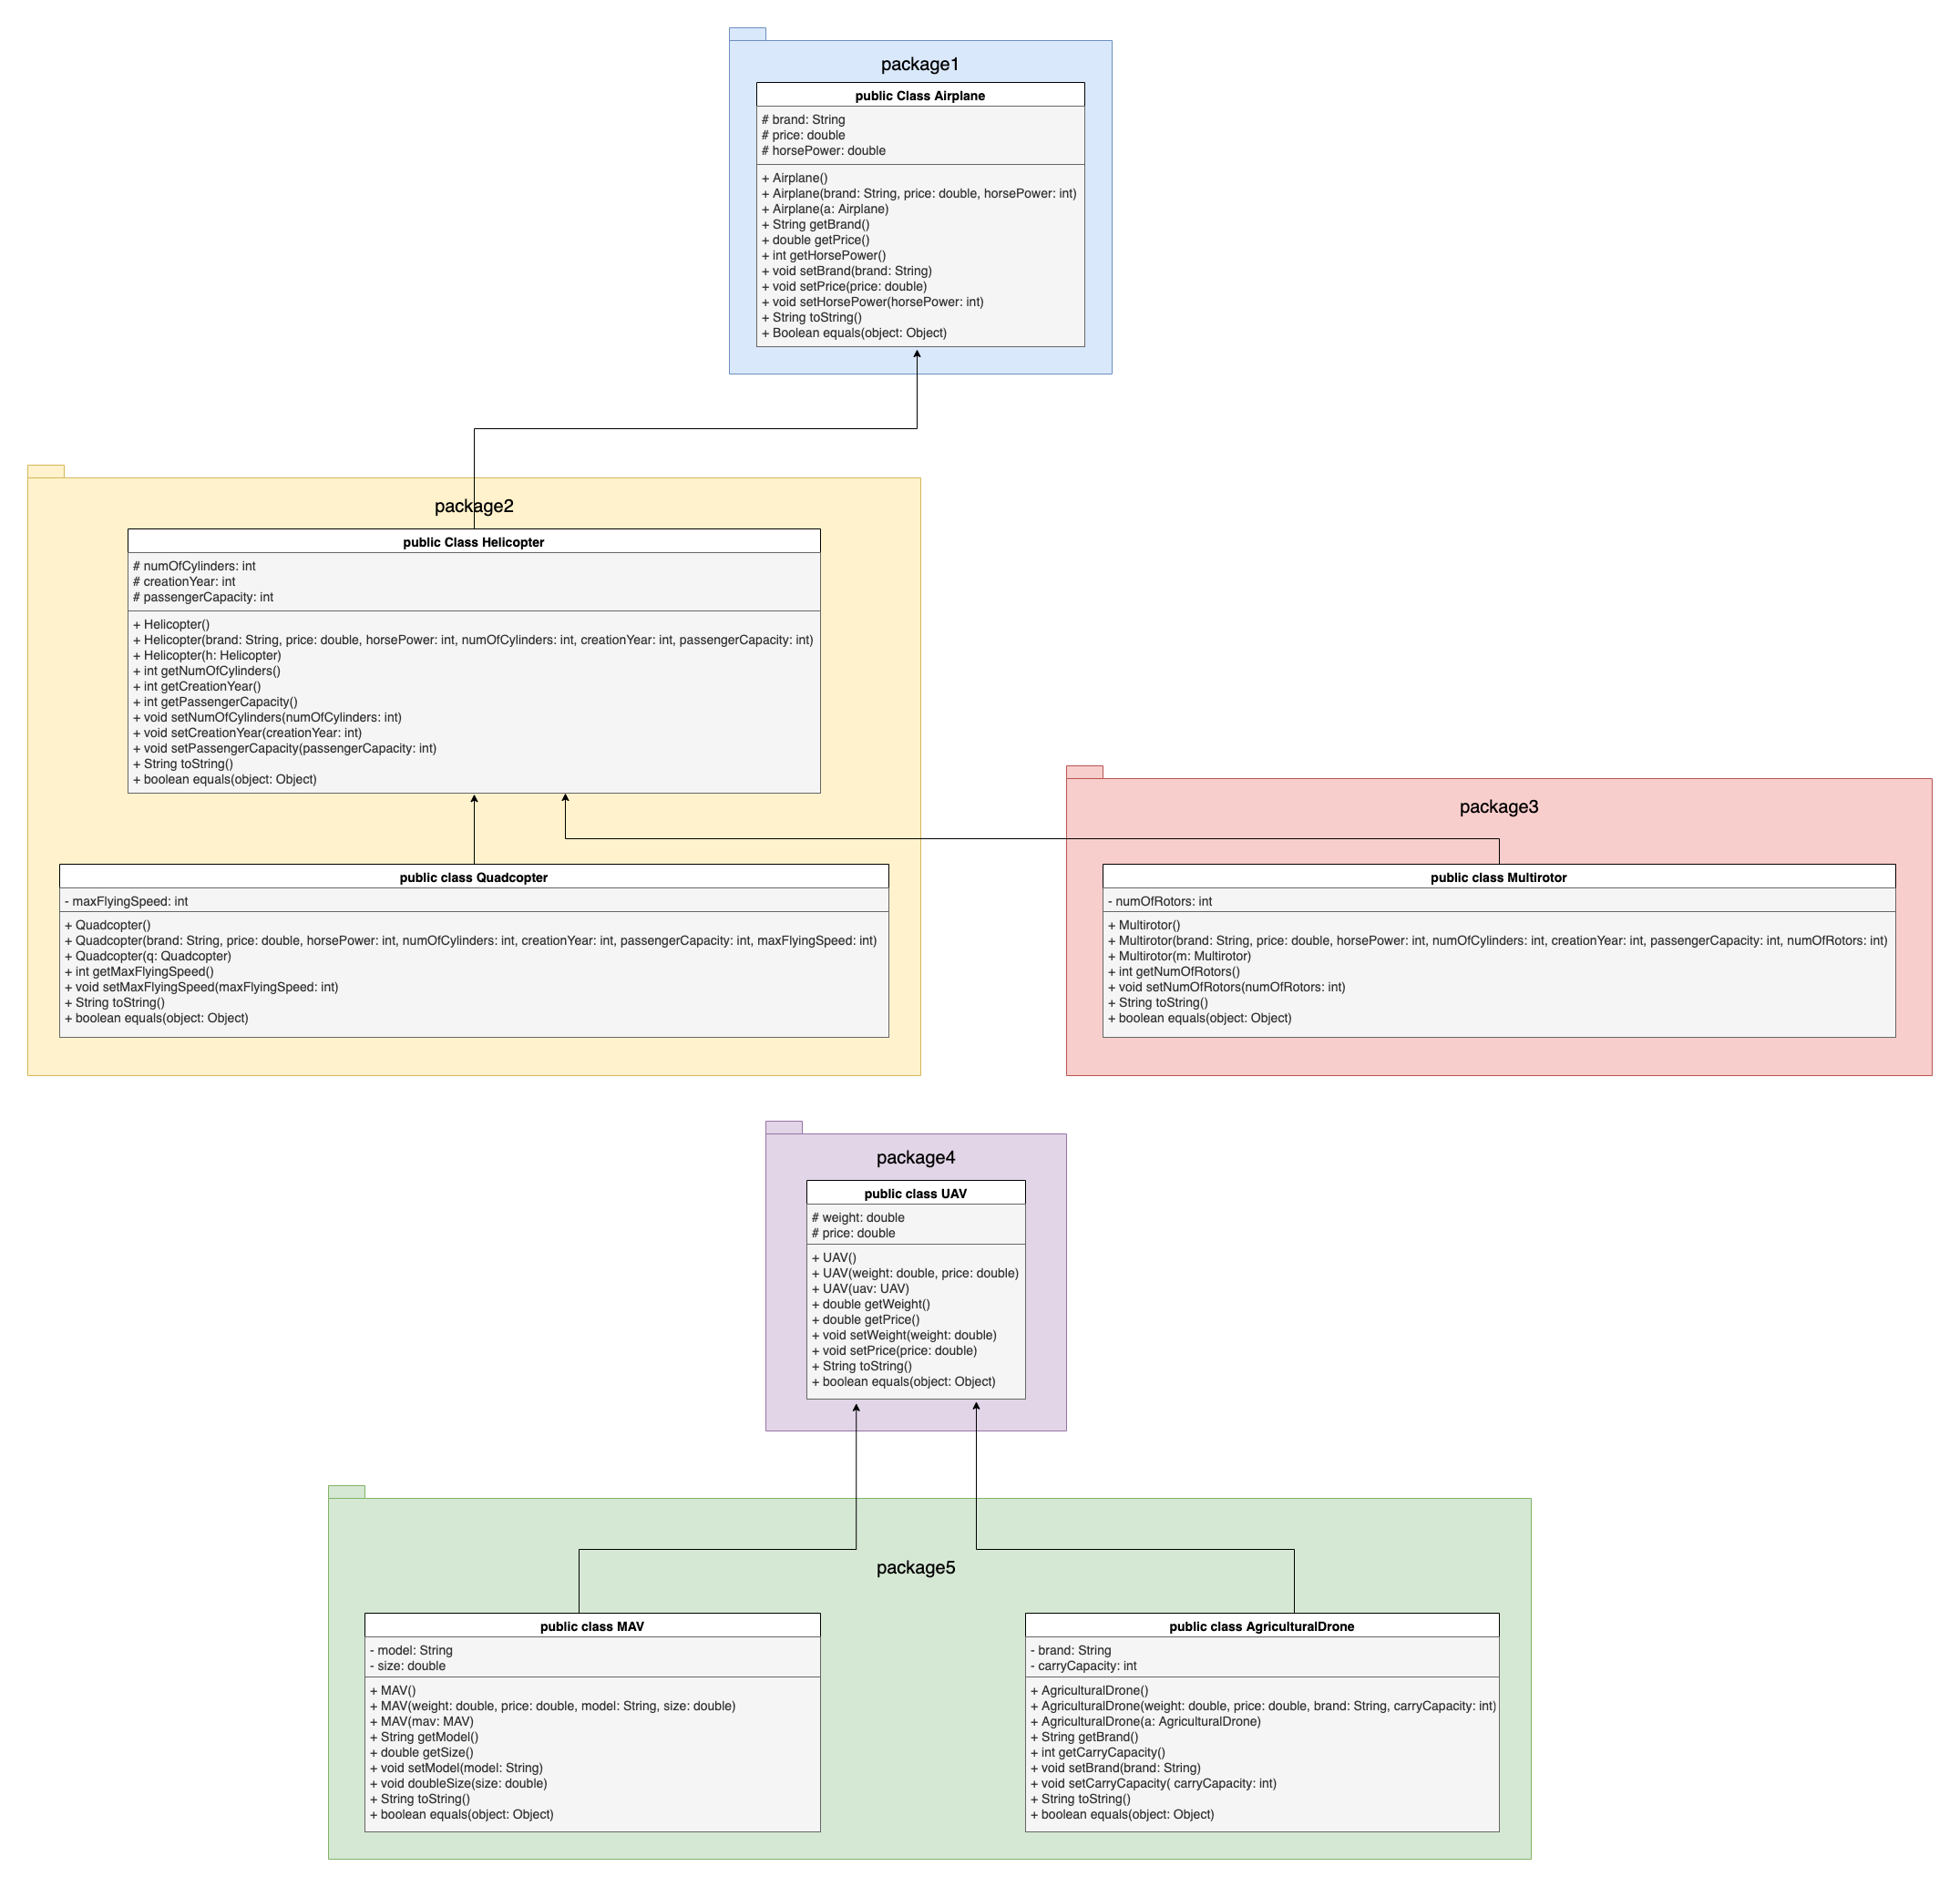 package1
public Class Airplane
# brand: String
# price: double
# horsePower: double
+ Airplane()
+ Airplane(brand: String, price: double, horsePower: int)
+ Airplane(a: Airplane)
+ String getBrand()
+ double getPrice()
+ int getHorsePower()
+ void setBrand(brand: String)
+ void setPrice(price: double)
+ void setHorsePower(horsePower: int)
+ String toString()
+ Boolean equals(object: Object)
package2
public Class Helicopter
# numOfCylinders: int
# creationYear: int
# passengerCapacity: int
+ Helicopter()
+ Helicopter(brand: String, price: double, horsePower: int, numOfCylinders: int, creationYear: int, passengerCapacity: int)
+ Helicopter(h: Helicopter)
+ int getNumOfCylinders()
+ int getCreationYear()
+ int getPassengerCapacity()
+ void setNumOfCylinders(numOfCylinders: int)
+ void setCreationYear(creationYear: int)
+ void setPassengerCapacity(passengerCapacity: int)
+ String toString()
+ boolean equals(object: Object)
public class Quadcopter
- maxFlyingSpeed: int
+ Quadcopter()
+ Quadcopter(brand: String, price: double, horsePower: int, numOfCylinders: int, creationYear: int, passengerCapacity: int, maxFlyingSpeed: int)
+ Quadcopter(q: Quadcopter)
+ int getMaxFlyingSpeed()
+ void setMaxFlyingSpeed(maxFlyingSpeed: int)
+ String toString()
+ boolean equals(object: Object)
package3
public class Multirotor
- numOfRotors: int
+ Multirotor()
+ Multirotor(brand: String, price: double, horsePower: int, numOfCylinders: int, creationYear: int, passengerCapacity: int, numOfRotors: int)
+ Multirotor(m: Multirotor)
+ int getNumOfRotors()
+ void setNumOfRotors(numOfRotors: int)
+ String toString()
+ boolean equals(object: Object)
package4
public class UAV
# weight: double
# price: double
+ UAV()
+ UAV(weight: double, price: double)
+ UAV(uav: UAV)
+ double getWeight()
+ double getPrice()
+ void setWeight(weight: double)
+ void setPrice(price: double)
+ String toString()
+ boolean equals(object: Object)
package5
public class MAV
- model: String
- size: double
+ MAV()
+ MAV(weight: double, price: double, model: String, size: double)
+ MAV(mav: MAV)
+ String getModel()
+ double getSize()
+ void setModel(model: String)
+ void doubleSize(size: double)
+ String toString()
+ boolean equals(object: Object)
public class AgriculturalDrone
- brand: String
- carryCapacity: int
+ AgriculturalDrone()
+ AgriculturalDrone(weight: double, price: double, brand: String, carryCapacity: int)
+ AgriculturalDrone(a: AgriculturalDrone)
+ String getBrand()
+ int getCarryCapacity()
+ void setBrand(brand: String)
+ void setCarryCapacity( carryCapacity: int)
+ String toString()
+ boolean equals(object: Object)